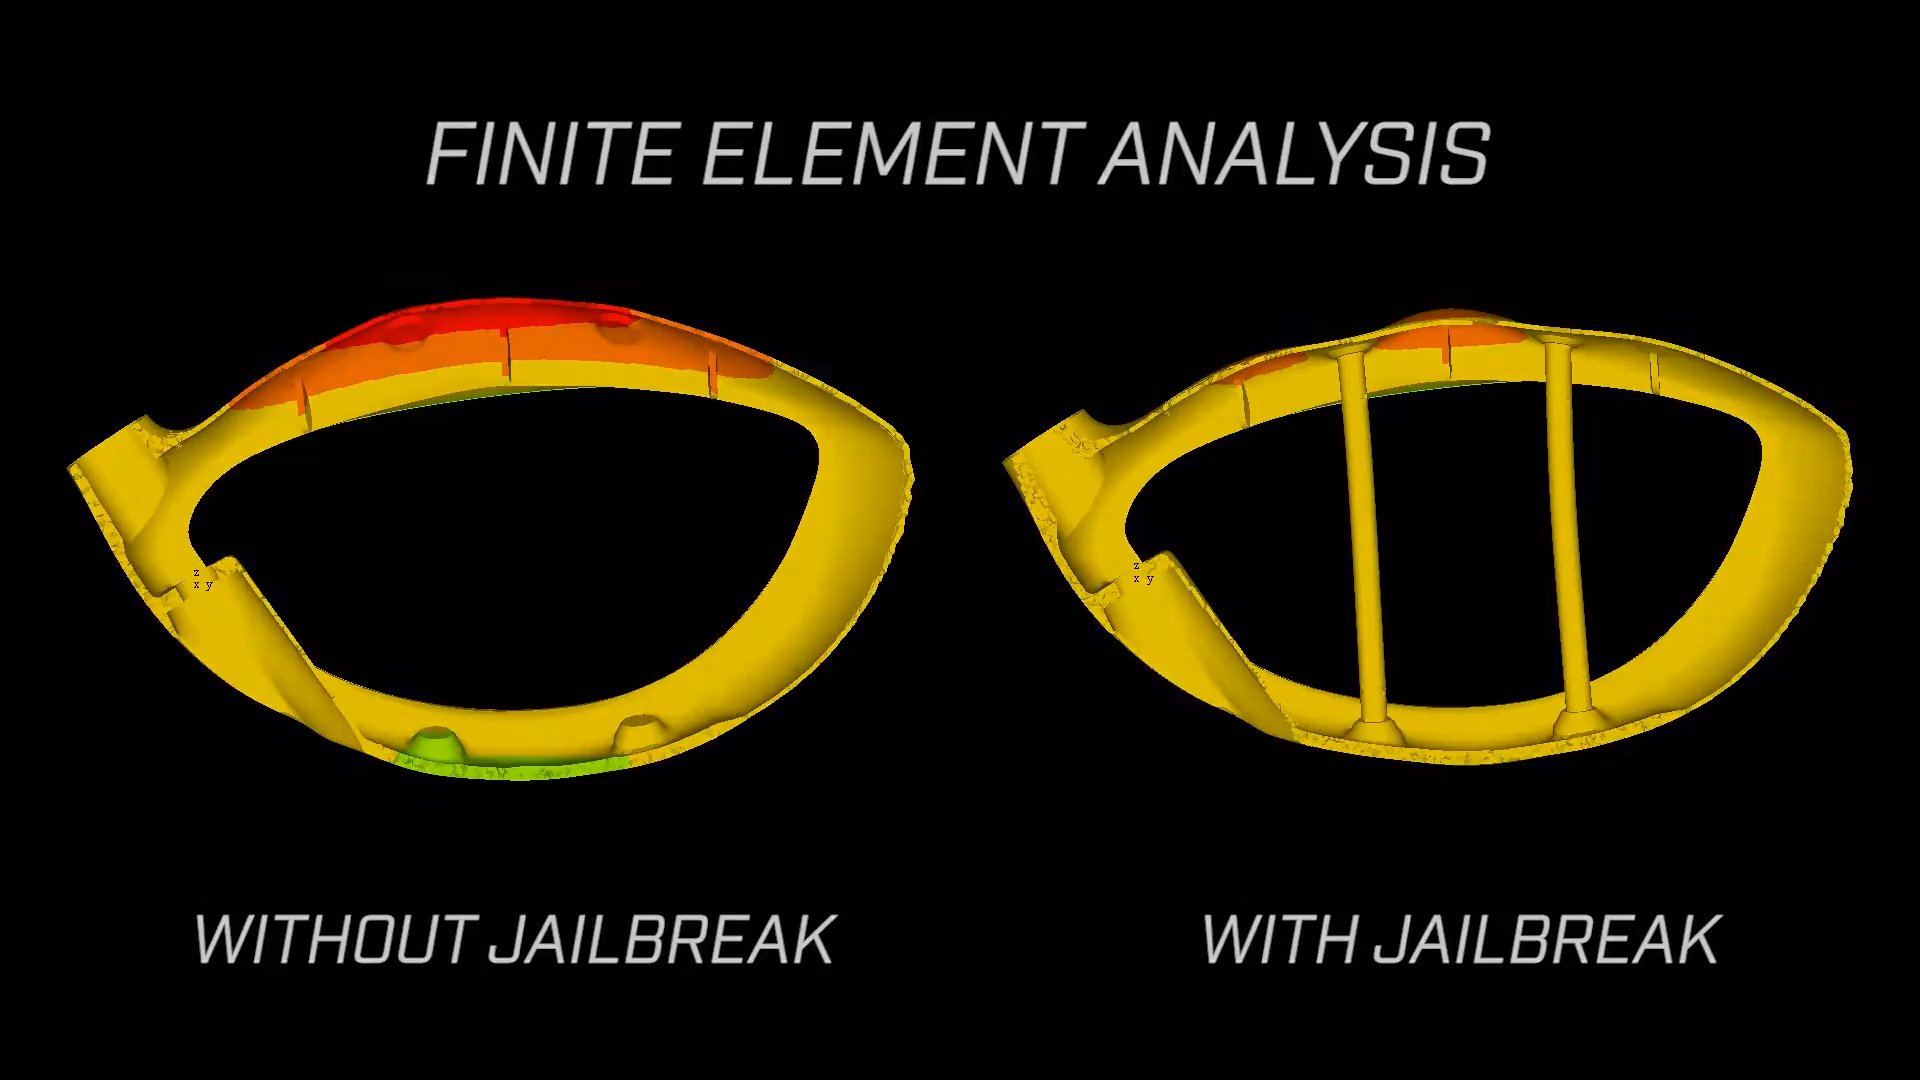 FINITE ELEMENT ANALYSIS
z
x y
z
x y
WITHOUT JAILBREAK
WITH JAILBREAK